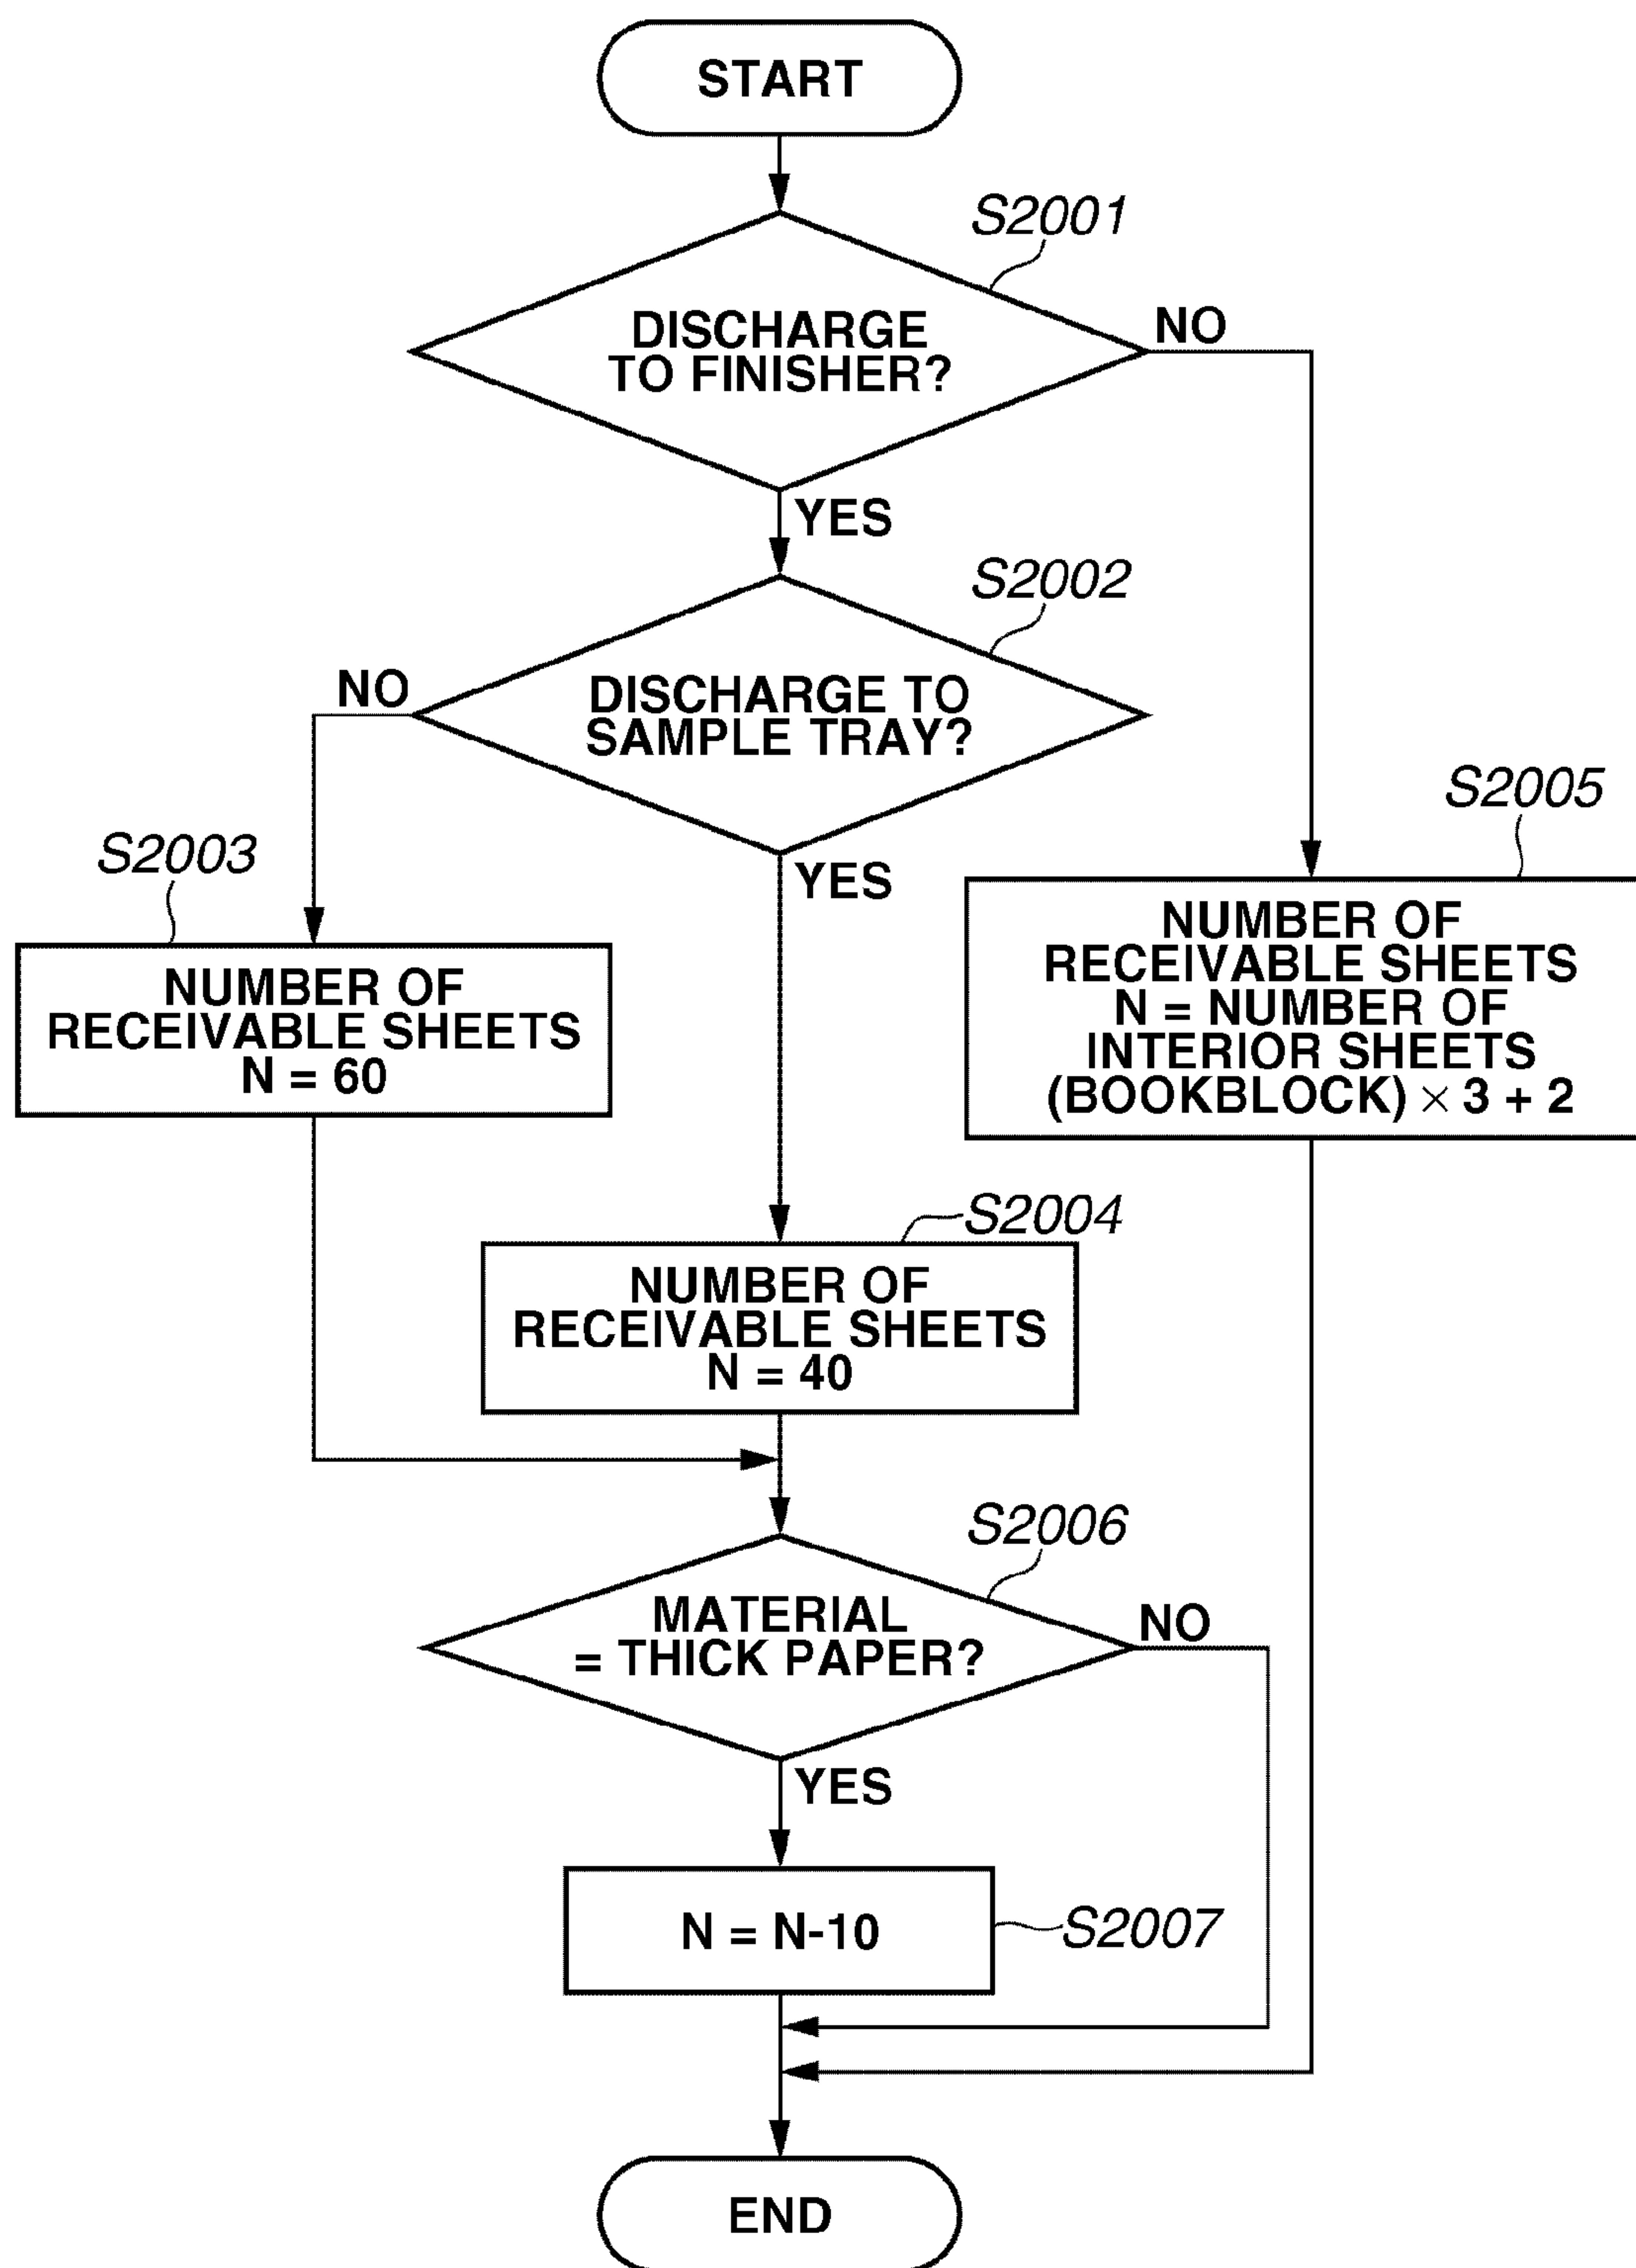 START
S2001
DISCHARGE
TO FINISHER?
NO
YES
S2002
DISCHARGE TO
SAMPLE TRAY?
NO
YES
S2003
NUMBER OF
RECEIVABLE SHEETS
N = 60
S2005
NUMBER OF
RECEIVABLE SHEETS
N = NUMBER OF
INTERIOR SHEETS
(BOOKBLOCK) × 3 + 2
S2004
NUMBER OF
RECEIVABLE SHEETS
N = 40
S2006
MATERIAL
= THICK PAPER?
NO
YES
N = N-10
S2007
END